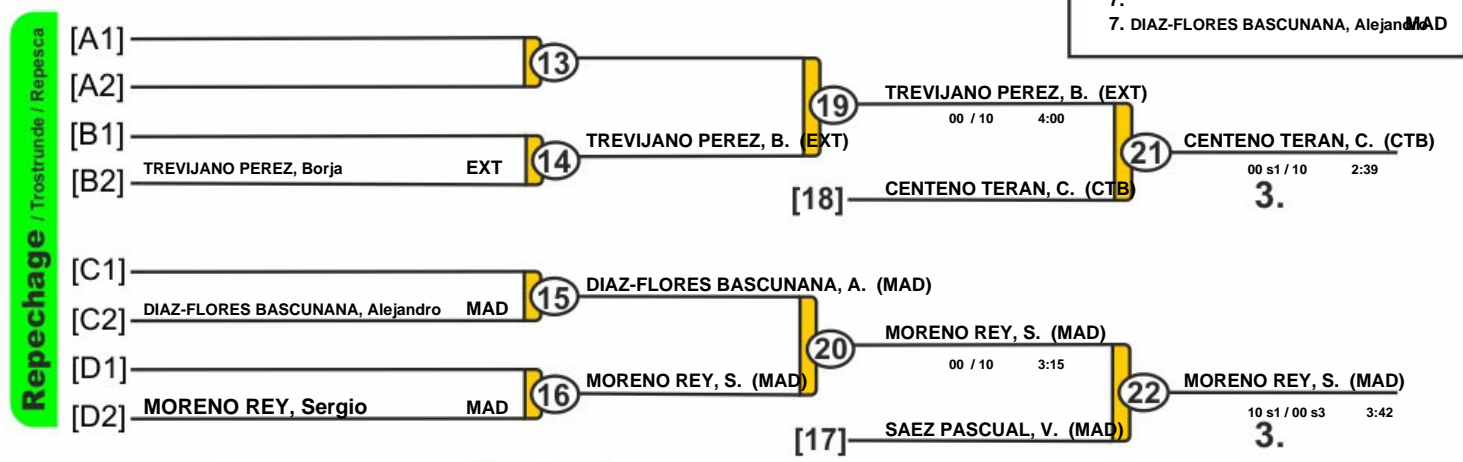 7.
7. DIAZ-FLORES BASCUNANA, Alejandro MAD
Repechage / Trostrunde / Repesca
[A1]
13
[A2]
19
TREVIJANO PEREZ, B. (EXT)
00 / 10 4:00
[B1]
TREVIJANO PEREZ, B. (EXT)
14
[B2] TREVIJANO PEREZ, Borja EXT
21
CENTENO TERAN, C. (CTB)
00 s1 / 10 2:39
3.
[18] CENTENO TERAN, C. (CTB)
[C1]
15
DIAZ-FLORES BASCUNANA, A. (MAD)
[C2] DIAZ-FLORES BASCUNANA, Alejandro MAD
20
MORENO REY, S. (MAD)
00 / 10 3:15
[D1]
16
MORENO REY, S. (MAD)
[D2] MORENO REY, Sergio MAD
22
MORENO REY, S. (MAD)
10 s1 / 00 s3 3:42
3.
[17] SAEZ PASCUAL, V. (MAD)